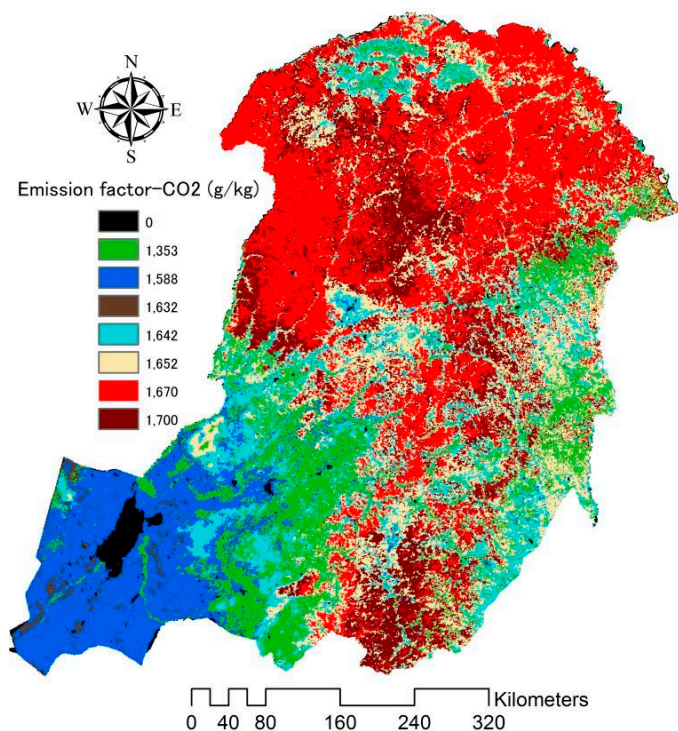 N
W E
S
Emission factor-CO2 (g/kg)
0
1,353
1,588
1,632
1,642
1,652
1,670
1,700
Kilometers
0 40 80 160 240 320